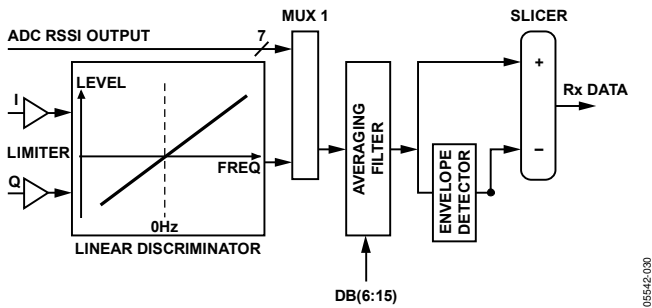 MUX 1
SLICER
ADC RSSI OUTPUT
7
LEVEL
I
LIMITER
Q
FREQ
0Hz
LINEAR DISCRIMINATOR
AVERAGING
FILTER
DB(6:15)
ENVELOPE
DETECTOR
+
–
Rx DATA
05542-030